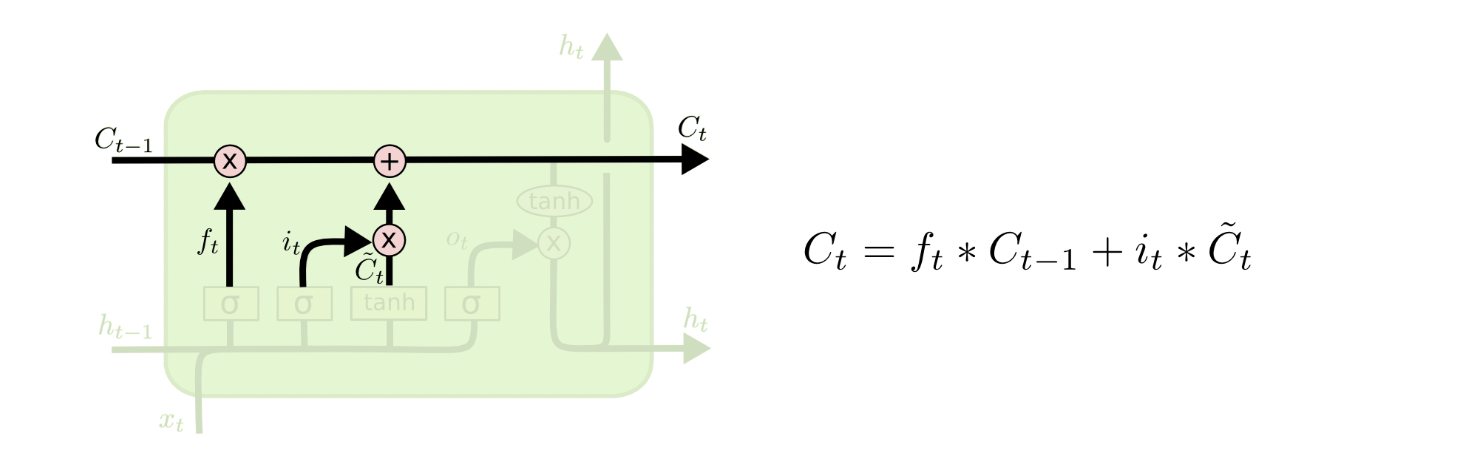 h_t
C_{t-1} x + C_t
tanh
f_t i_t x o_t x
C̃_t
σ σ tanh σ
h_{t-1} h_t
x_t
C_t = f_t * C_{t-1} + i_t * C̃_t